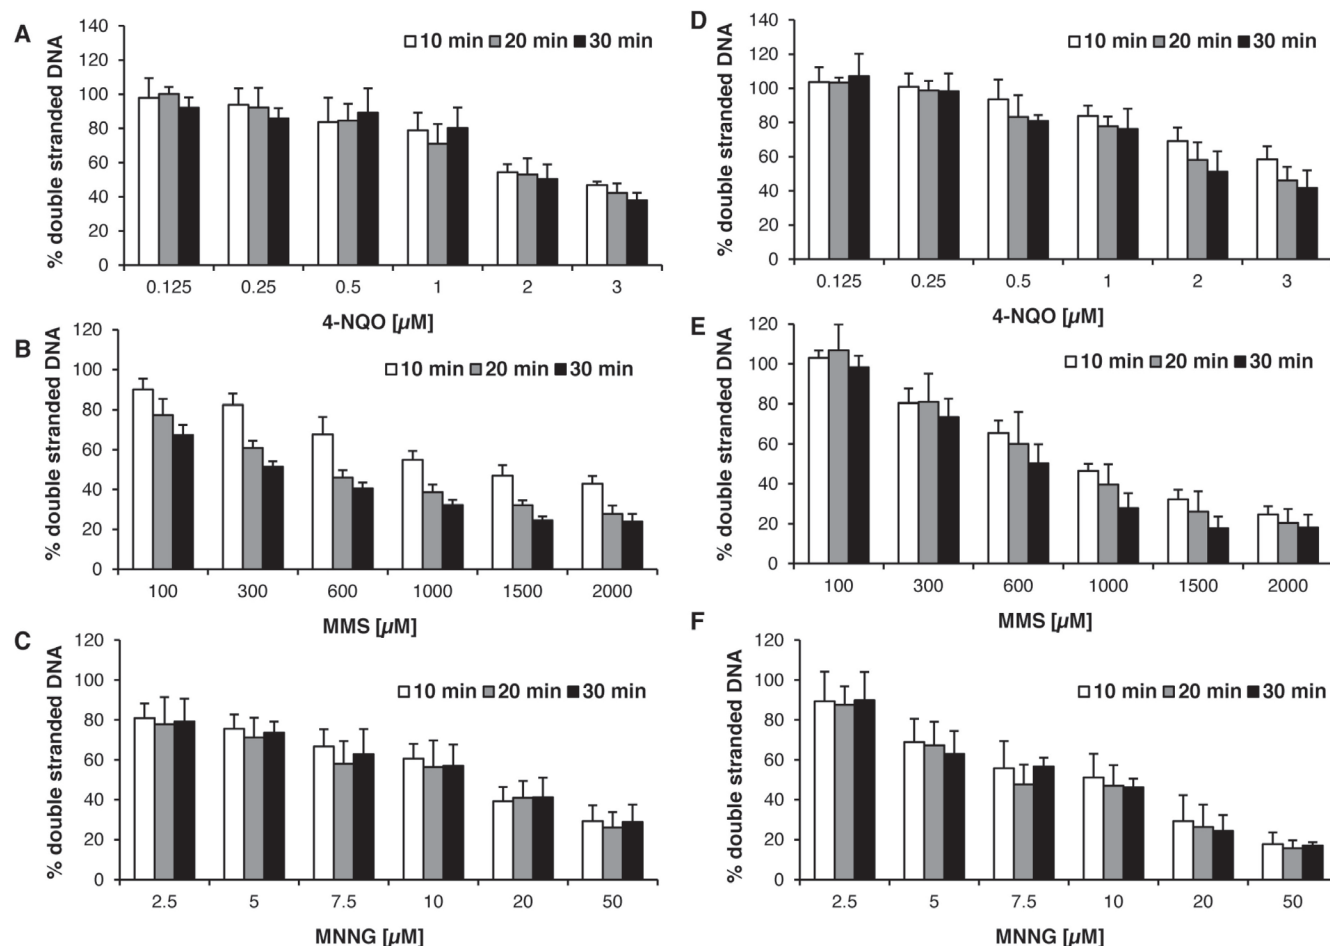 A
% double stranded DNA
140
120
100
80
60
40
20
0
10 min 20 min 30 min
0.125 0.25 0.5 1 2 3
4-NQO [µM]
B
% double stranded DNA
120
100
80
60
40
20
0
10 min 20 min 30 min
100 300 600 1000 1500 2000
MMS [µM]
C
% double stranded DNA
120
100
80
60
40
20
0
10 min 20 min 30 min
2.5 5 7.5 10 20 50
MNNG [µM]
D
% double stranded DNA
140
120
100
80
60
40
20
0
10 min 20 min 30 min
0.125 0.25 0.5 1 2 3
4-NQO [µM]
E
% double stranded DNA
120
100
80
60
40
20
0
10 min 20 min 30 min
100 300 600 1000 1500 2000
MMS [µM]
F
% double stranded DNA
120
100
80
60
40
20
0
10 min 20 min 30 min
2.5 5 7.5 10 20 50
MNNG [µM]